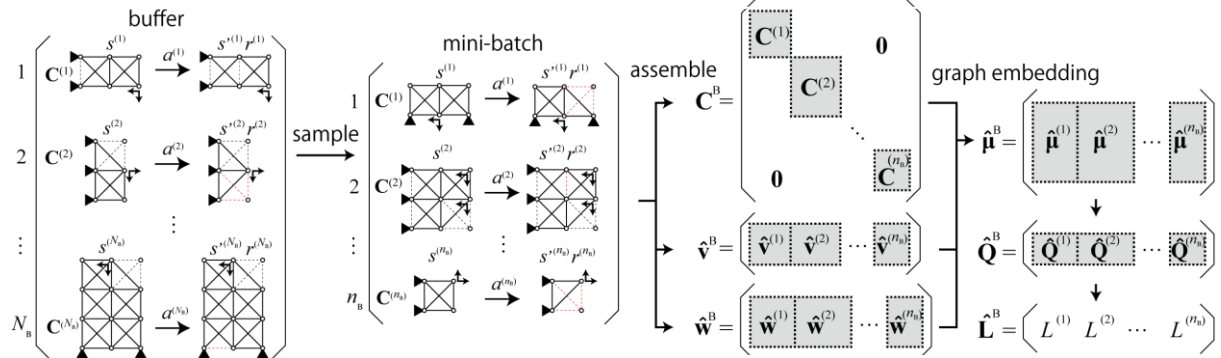 buffer
1 C^(1) s^(1) a^(1) s'^(1) r^(1)
2 C^(2) s^(2) a^(2) s'^(2) r^(2)
⋮ ⋮
N_B C^(N_B) s^(N_B) a^(N_B) s'^(N_B) r^(N_B)
sample
mini-batch
1 C^(1) s^(1) a^(1) s'^(1) r^(1)
2 C^(2) s^(2) a^(2) s'^(2) r^(2)
⋮ ⋮
n_B C^(n_B) s^(n_B) a^(n_B) s'^(n_B) r^(n_B)
assemble
C^B = ( C^(1) C^(2) ⋱ C^(n_B) 0 0 )
v̂^B = ( v̂^(1) v̂^(2) ⋯ v̂^(n_B) )
ŵ^B = ( ŵ^(1) ŵ^(2) ⋯ ŵ^(n_B) )
graph embedding
μ̂^B = ( μ̂^(1) μ̂^(2) ⋯ μ̂^(n_B) )
Q̂^B = ( Q̂^(1) Q̂^(2) ⋯ Q̂^(n_B) )
L̂^B = ( L^(1) L^(2) ⋯ L^(n_B) )